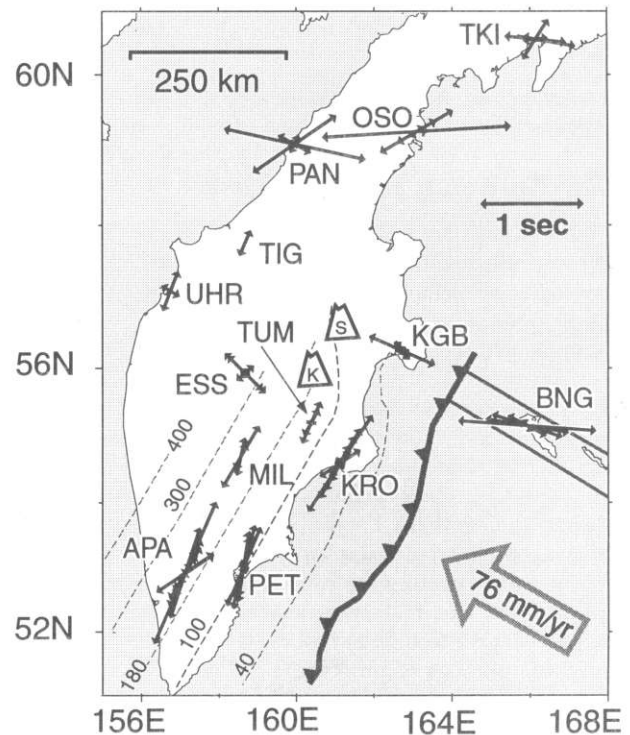 60N
250 km
TKI
OSO
PAN
1 sec
TIG
UHR
S
TUM
KGB
56N
K
ESS
BNG
400
300
MIL
KRO
APA
PET
76 mm/yr
52N
180
100
40
156E
160E
164E
168E